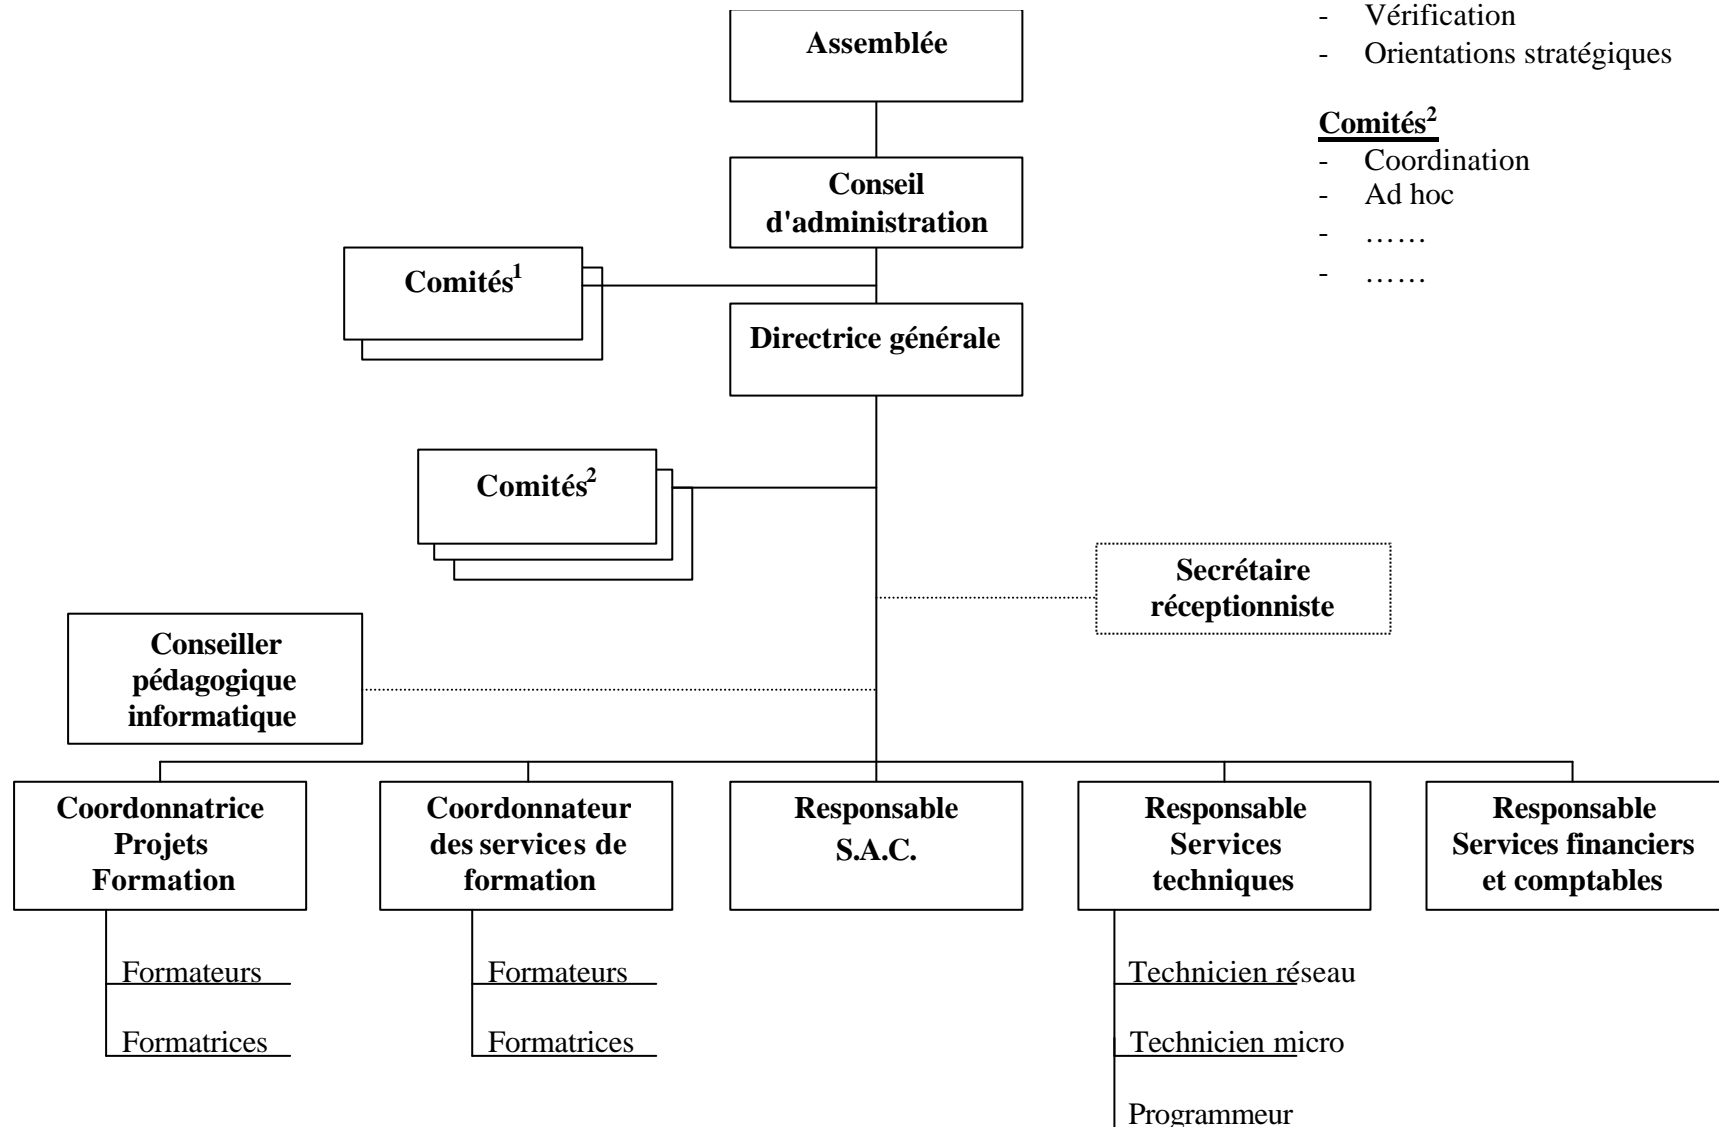 - Vérification
- Orientations stratégiques
Comités²
- Coordination
- Ad hoc
- ……
- ……
Assemblée
Conseil
d'administration
Comités¹
Directrice générale
Comités²
Secrétaire
réceptionniste
Conseiller
pédagogique
informatique
Coordonnatrice
Projets
Formation
Coordonnateur
des services de
formation
Responsable
S.A.C.
Responsable
Services
techniques
Responsable
Services financiers
et comptables
Formateurs
Formatrices
Formateurs
Formatrices
Technicien réseau
Technicien micro
Programmeur